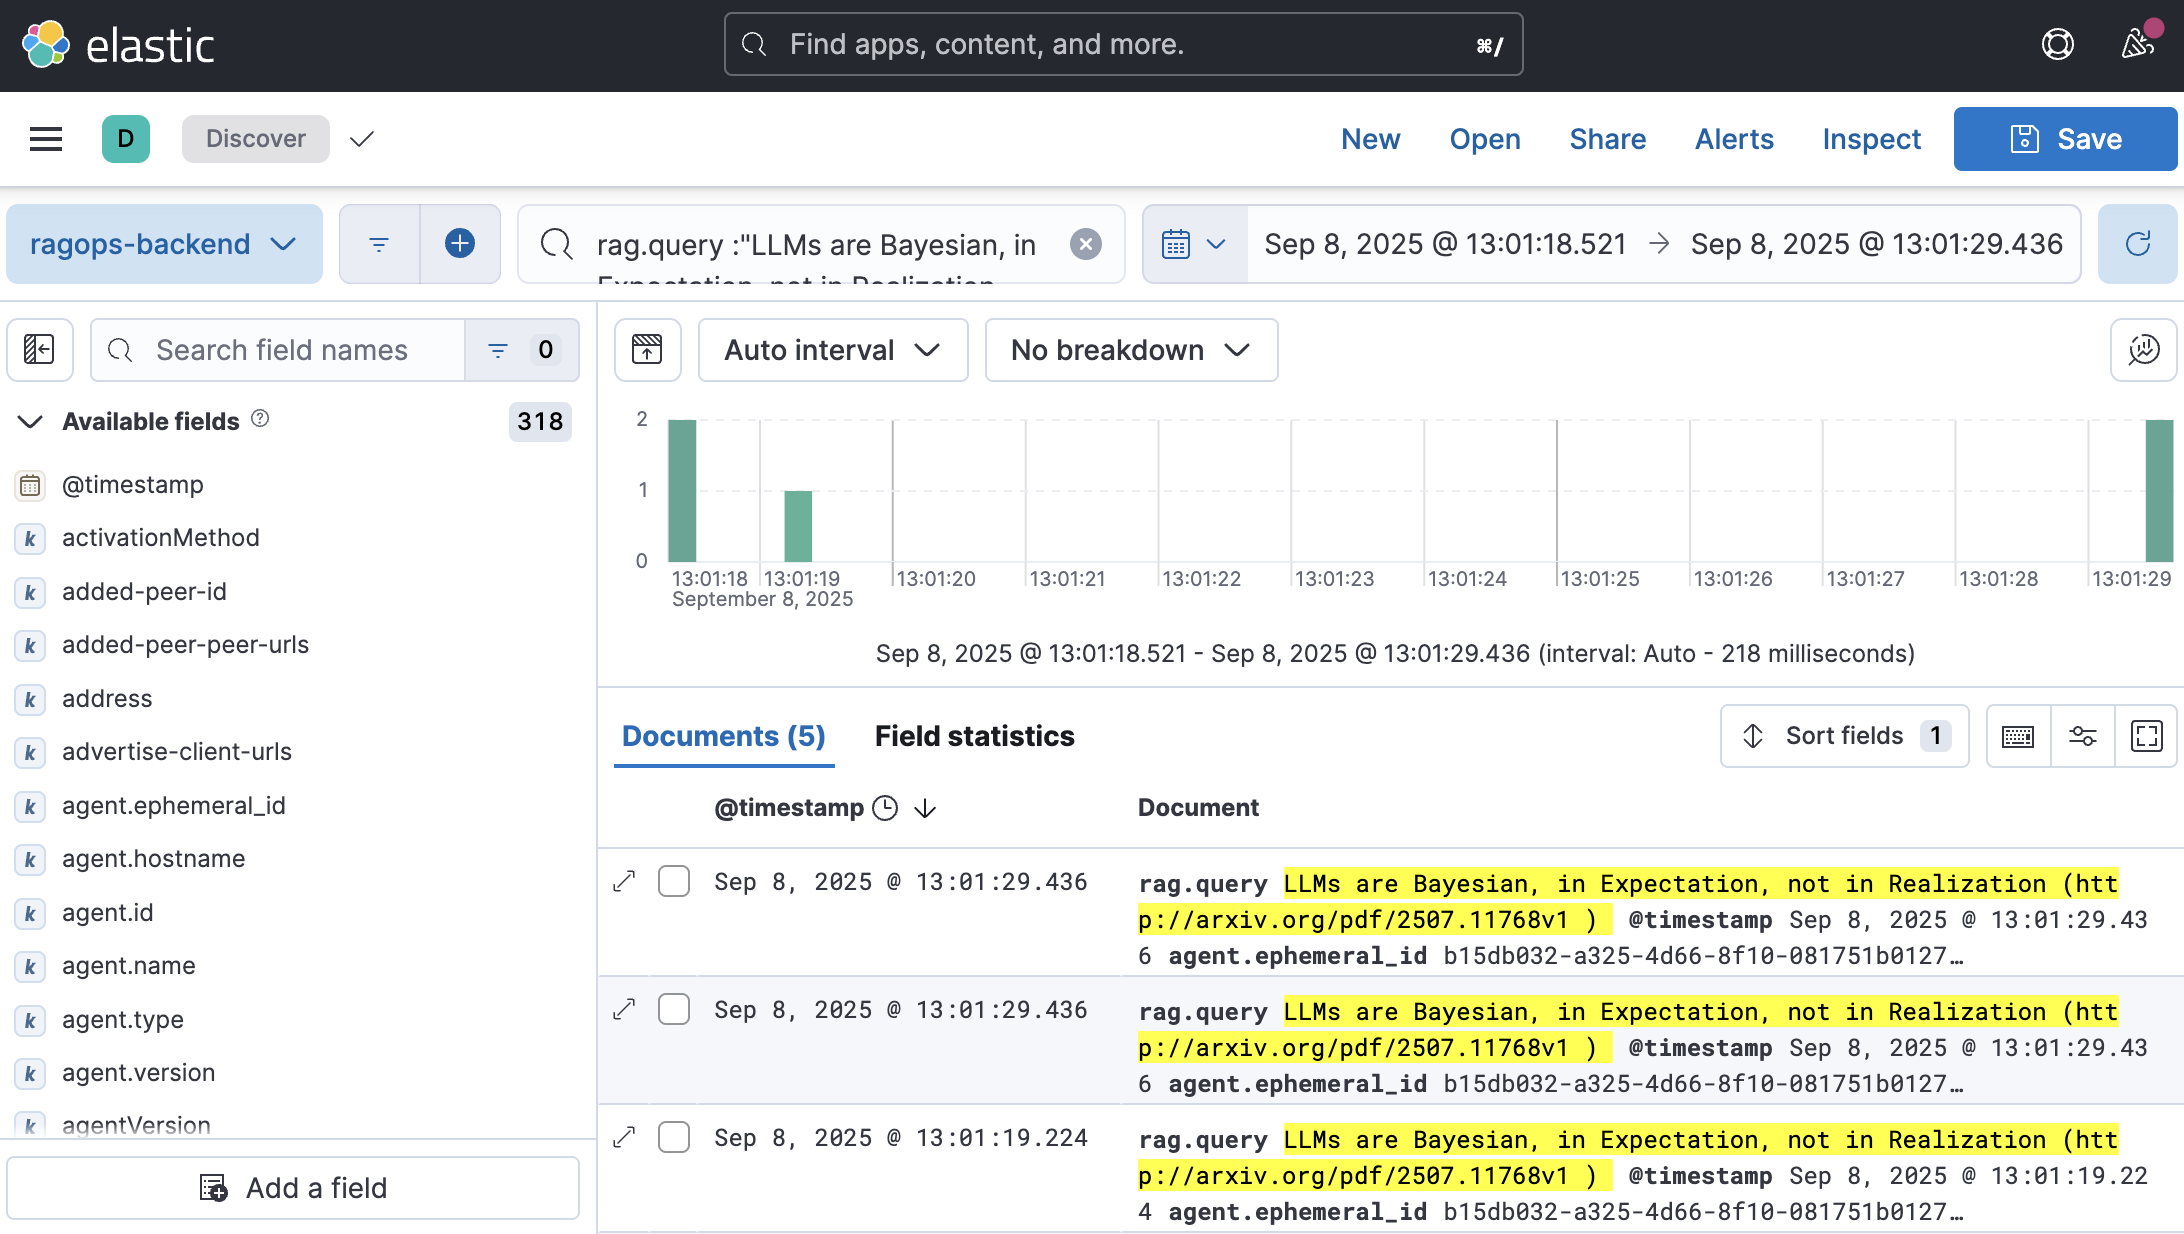 elastic
Find apps, content, and more.
⌘/
D
Discover
New
Open
Share
Alerts
Inspect
Save
ragops-backend
rag.query :"LLMs are Bayesian, in
Expectation, not in Realization
Sep 8, 2025 @ 13:01:18.521 → Sep 8, 2025 @ 13:01:29.436
Search field names
0
Auto interval
No breakdown
Available fields
318
@timestamp
k activationMethod
k added-peer-id
k added-peer-peer-urls
k address
k advertise-client-urls
k agent.ephemeral_id
k agent.hostname
k agent.id
k agent.name
k agent.type
k agent.version
k agentVersion
Add a field
2
1
0
13:01:18 13:01:19 13:01:20 13:01:21 13:01:22 13:01:23 13:01:24 13:01:25 13:01:26 13:01:27 13:01:28 13:01:29
September 8, 2025
Sep 8, 2025 @ 13:01:18.521 - Sep 8, 2025 @ 13:01:29.436 (interval: Auto - 218 milliseconds)
Documents (5)
Field statistics
Sort fields 1
@timestamp
Document
Sep 8, 2025 @ 13:01:29.436
rag.query LLMs are Bayesian, in Expectation, not in Realization (htt
p://arxiv.org/pdf/2507.11768v1 ) @timestamp Sep 8, 2025 @ 13:01:29.43
6 agent.ephemeral_id b15db032-a325-4d66-8f10-081751b0127…
Sep 8, 2025 @ 13:01:29.436
rag.query LLMs are Bayesian, in Expectation, not in Realization (htt
p://arxiv.org/pdf/2507.11768v1 ) @timestamp Sep 8, 2025 @ 13:01:29.43
6 agent.ephemeral_id b15db032-a325-4d66-8f10-081751b0127…
Sep 8, 2025 @ 13:01:19.224
rag.query LLMs are Bayesian, in Expectation, not in Realization (htt
p://arxiv.org/pdf/2507.11768v1 ) @timestamp Sep 8, 2025 @ 13:01:19.22
4 agent.ephemeral_id b15db032-a325-4d66-8f10-081751b0127…